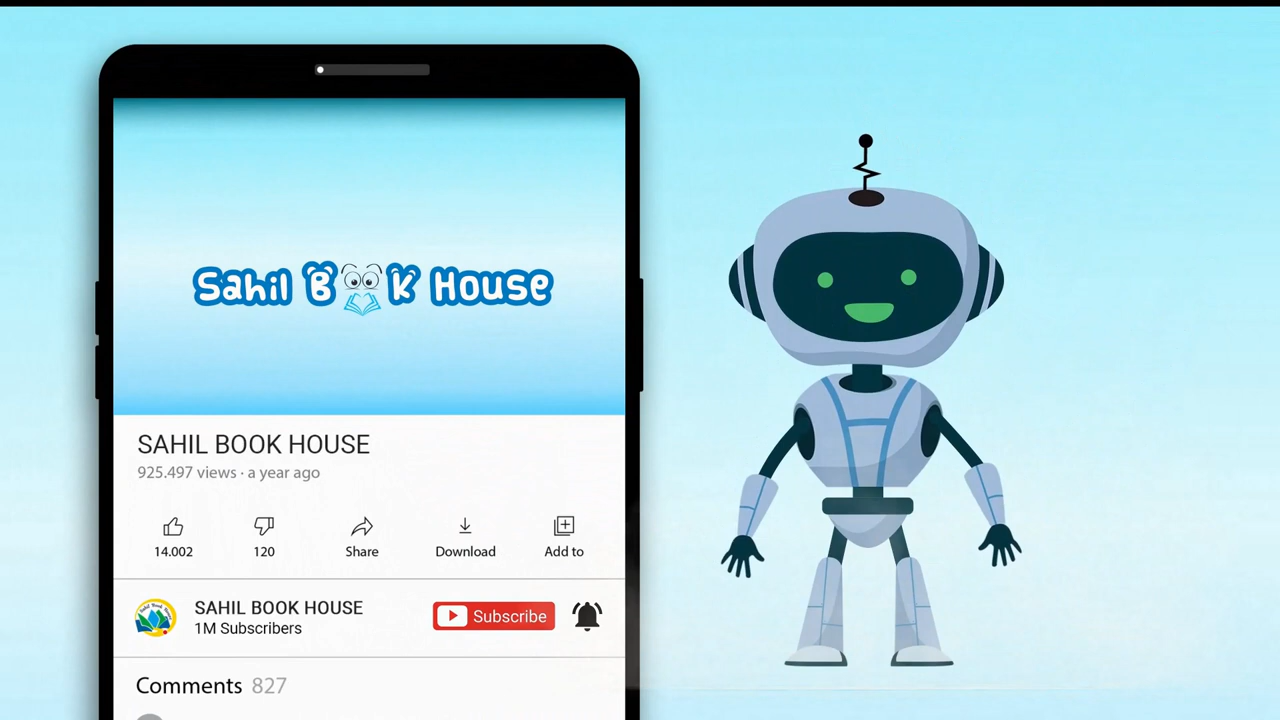 Sahil Book House
SAHIL BOOK HOUSE
925.497 views · a year ago
14.002 120 Share Download Add to
SAHIL BOOK HOUSE
1M Subscribers
Subscribe
Comments 827